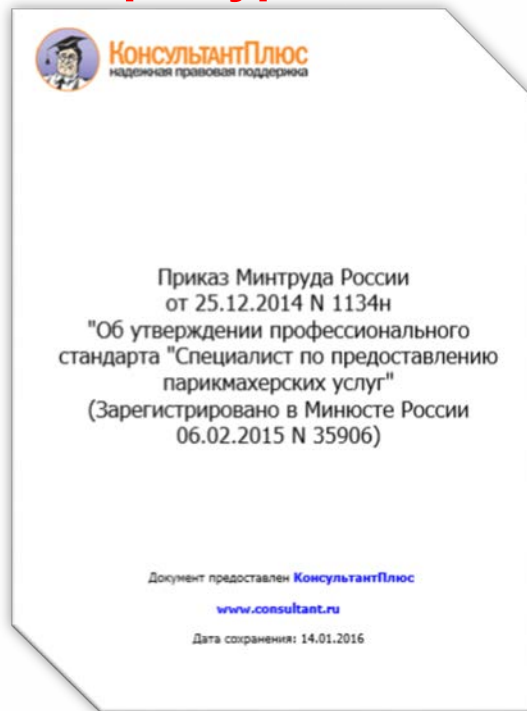 КонсультантПлюс
надежная правовая поддержка
Приказ Минтруда России
от 25.12.2014 N 1134н
"Об утверждении профессионального
стандарта "Специалист по предоставлению
парикмахерских услуг"
(Зарегистрировано в Минюсте России
06.02.2015 N 35906)
Документ предоставлен КонсультантПлюс
www.consultant.ru
Дата сохранения: 14.01.2016